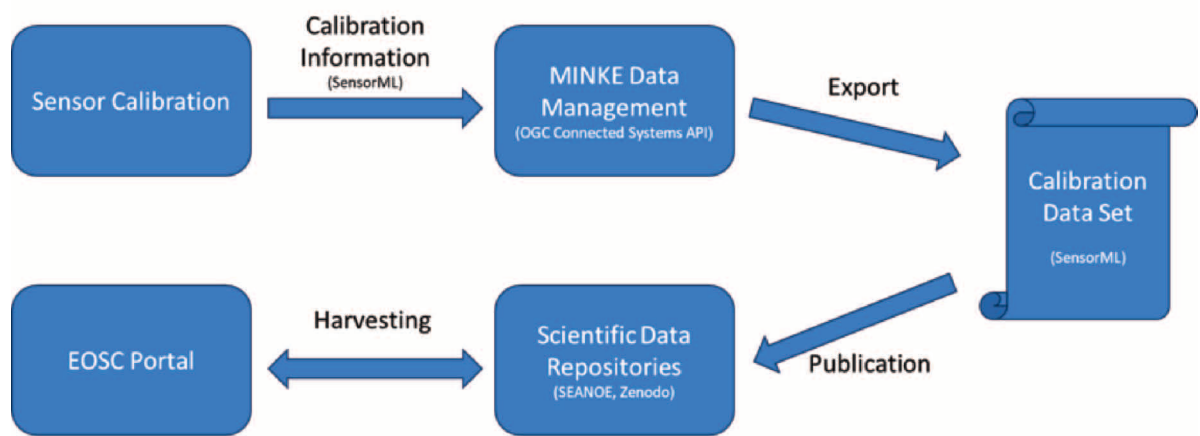 Sensor Calibration
Calibration
Information
(SensorML)
MINKE Data
Management
(OGC Connected Systems API)
Export
Calibration
Data Set
(SensorML)
EOSC Portal
Harvesting
Scientific Data
Repositories
(SEANOE, Zenodo)
Publication